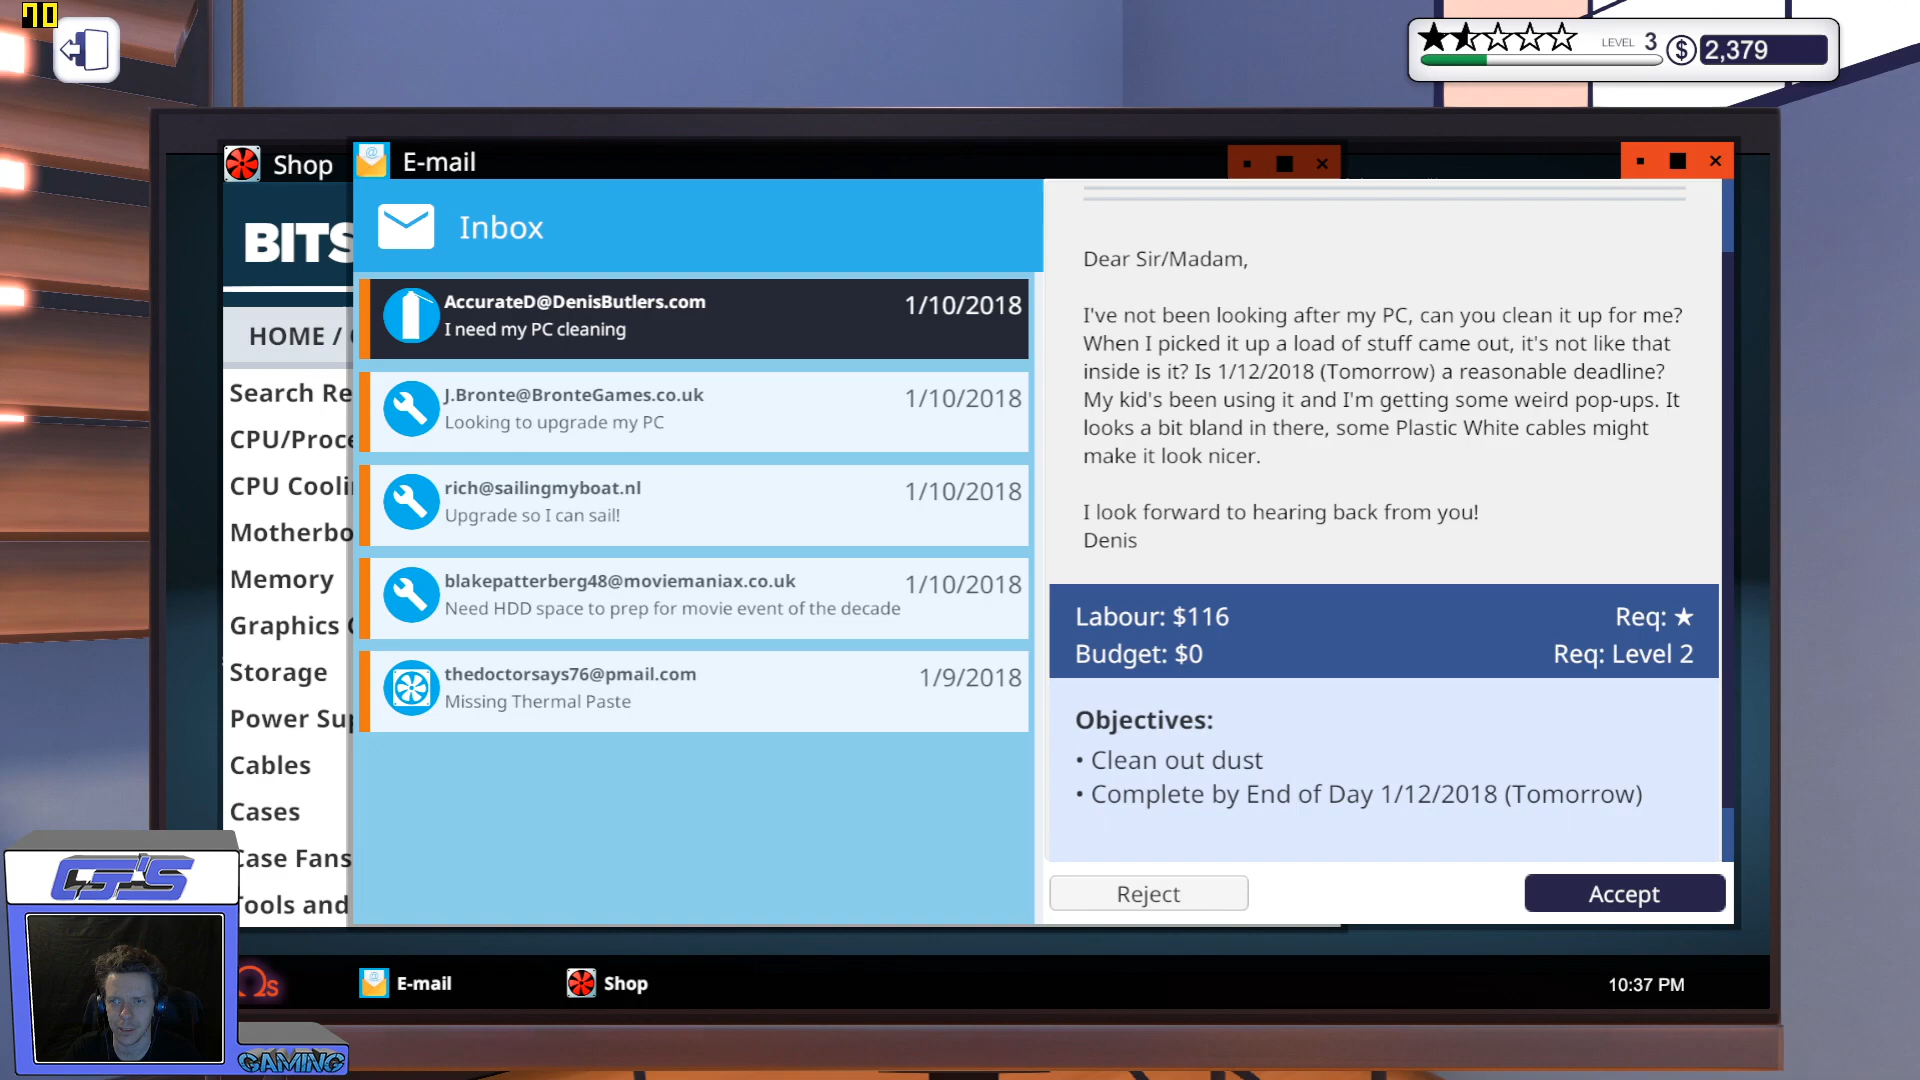 70
LEVEL 3
$ 2,379
Shop
E-mail
BITS
Inbox
HOME /
Search Re
CPU/Proce
CPU Cooli
Motherbo
Memory
Graphics
Storage
Power Su
Cables
Cases
Case Fans
Tools and
AccurateD@DenisButlers.com
1/10/2018
I need my PC cleaning
J.Bronte@BronteGames.co.uk
1/10/2018
Looking to upgrade my PC
rich@sailingmyboat.nl
1/10/2018
Upgrade so I can sail!
blakepatterberg48@moviemaniax.co.uk
1/10/2018
Need HDD space to prep for movie event of the decade
thedoctorsays76@pmail.com
1/9/2018
Missing Thermal Paste
Dear Sir/Madam,
I've not been looking after my PC, can you clean it up for me?
When I picked it up a load of stuff came out, it's not like that
inside is it? Is 1/12/2018 (Tomorrow) a reasonable deadline?
My kid's been using it and I'm getting some weird pop-ups. It
looks a bit bland in there, some Plastic White cables might
make it look nicer.
I look forward to hearing back from you!
Denis
Labour: $116
Req: ★
Budget: $0
Req: Level 2
Objectives:
• Clean out dust
• Complete by End of Day 1/12/2018 (Tomorrow)
Reject
Accept
E-mail
Shop
10:37 PM
GAMING